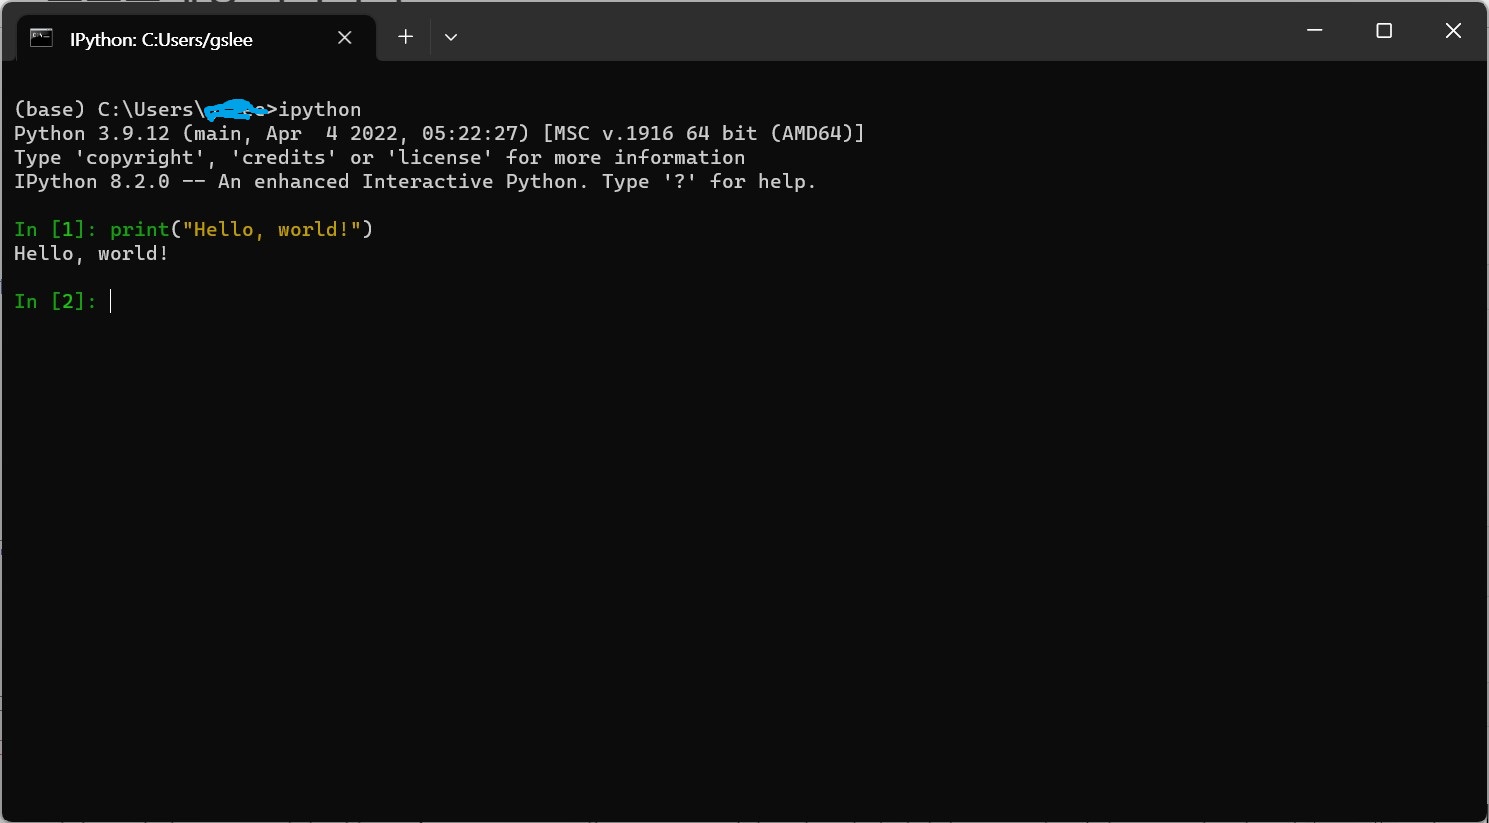 IPython: C:Users/gslee
(base) C:\Users\>ipython
Python 3.9.12 (main, Apr  4 2022, 05:22:27) [MSC v.1916 64 bit (AMD64)]
Type 'copyright', 'credits' or 'license' for more information
IPython 8.2.0 -- An enhanced Interactive Python. Type '?' for help.
In [1]: print("Hello, world!")
Hello, world!
In [2]: